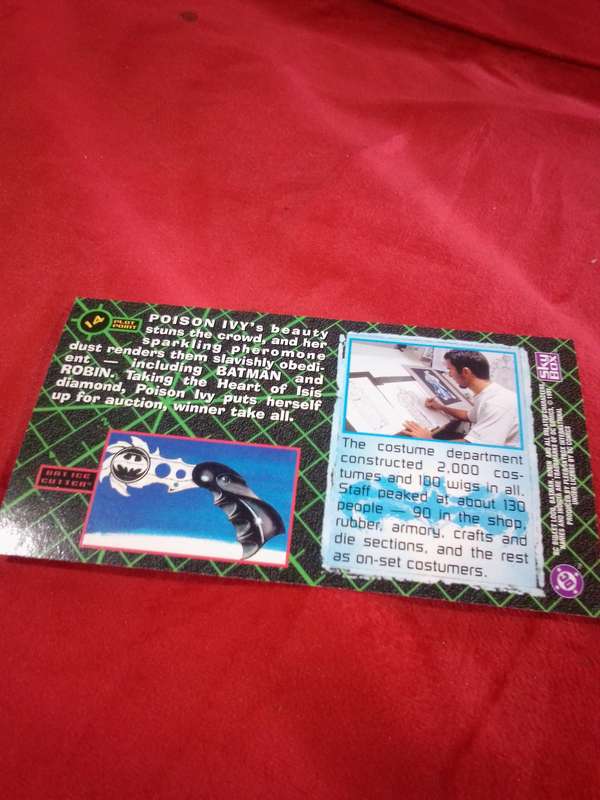 14
PLOT
POINT
POISON IVY's beauty
stuns the crowd, and her
sparkling pheromone
dust renders them slavishly obedi-
ent — including BATMAN and
ROBIN. Taking the Heart of Isis
diamond, Poison Ivy puts herself
up for auction, winner take all.
BAT ICE
CUTTER
The costume department
constructed 2,000 cos-
tumes and 100 wigs in all.
Staff peaked at about 130
people — 90 in the shop,
rubber, armory, crafts and
die sections, and the rest
as on-set costumers.
SKY
BOX
DC